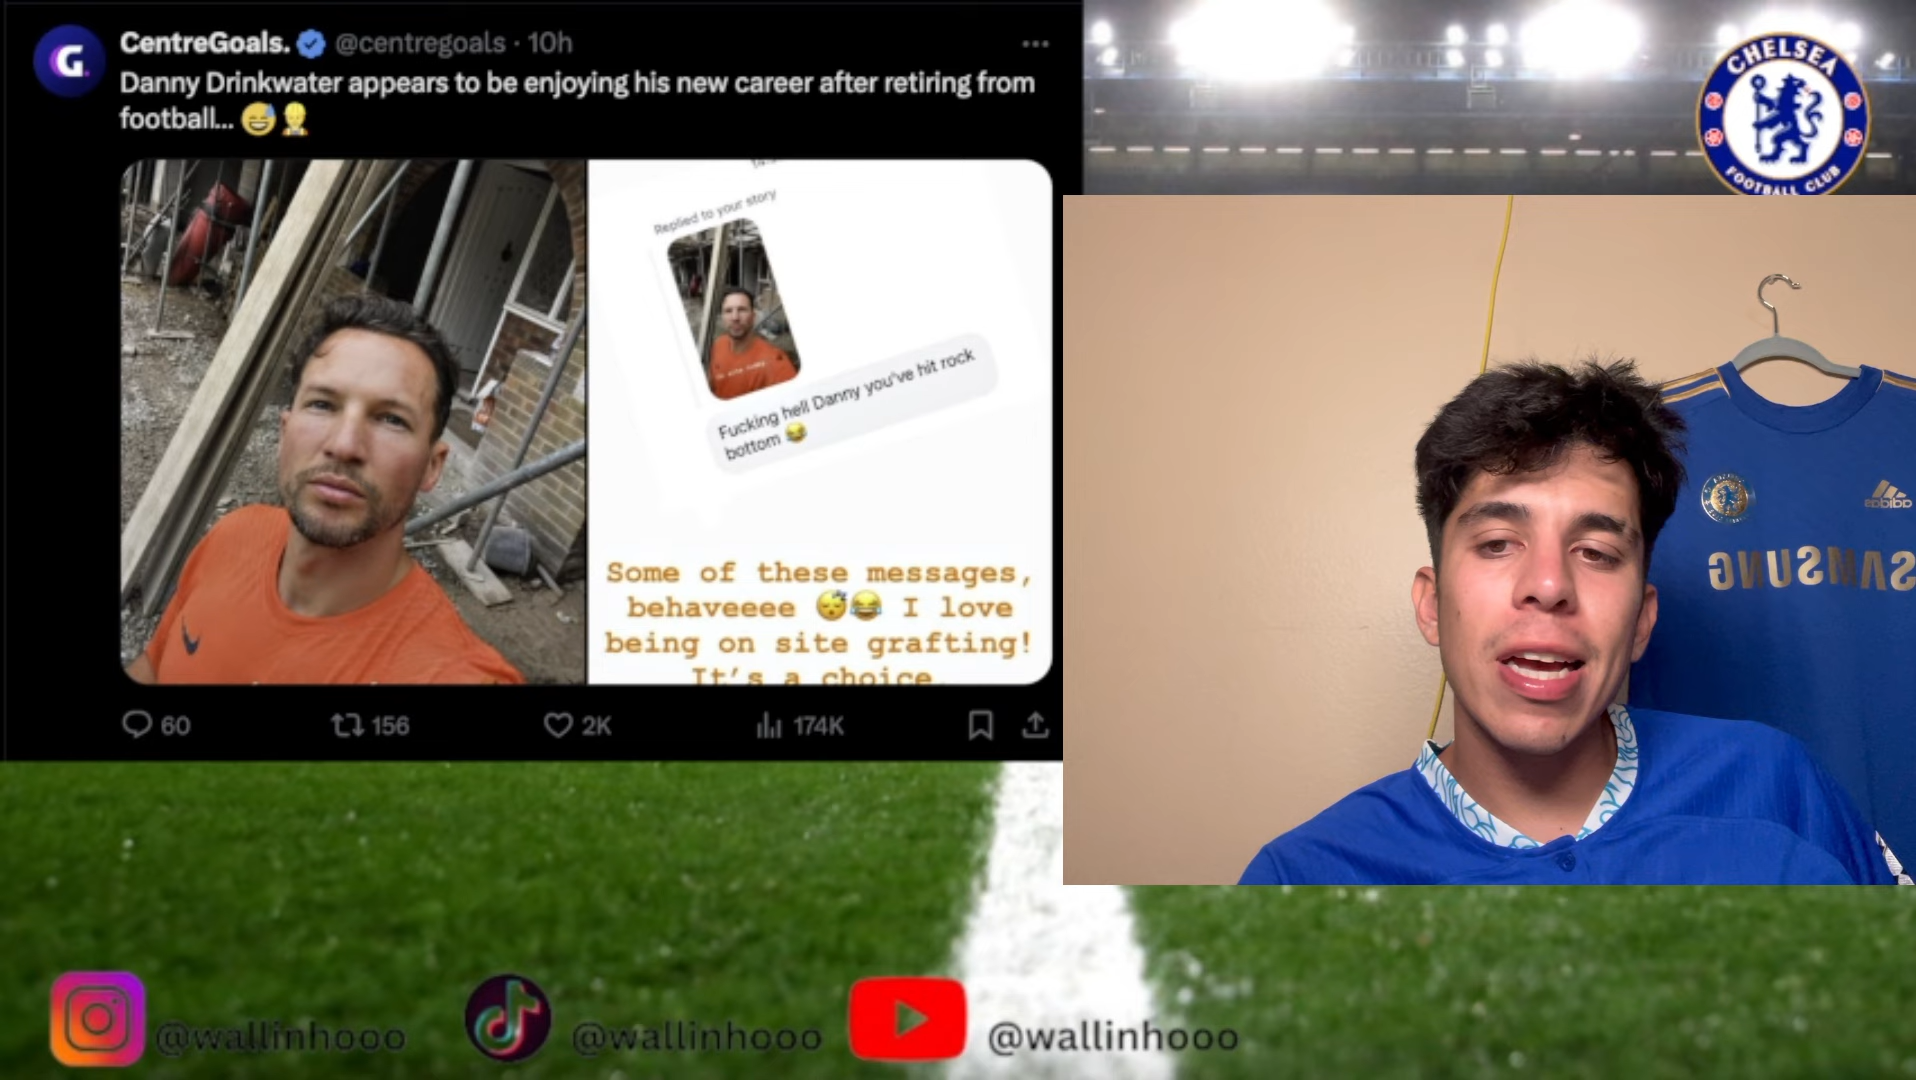 CentreGoals. @centregoals · 10h
Danny Drinkwater appears to be enjoying his new career after retiring from
football... 😅👷
Replied to your story
Fucking hell Danny you've hit rock
bottom 😂
Some of these messages,
behaveeee 😴😂 I love
being on site grafting!
It's a choice.
60 156 2K 174K
CHELSEA
FOOTBALL CLUB
adidas
SAMSUNG
@wallinhooo @wallinhooo @wallinhooo